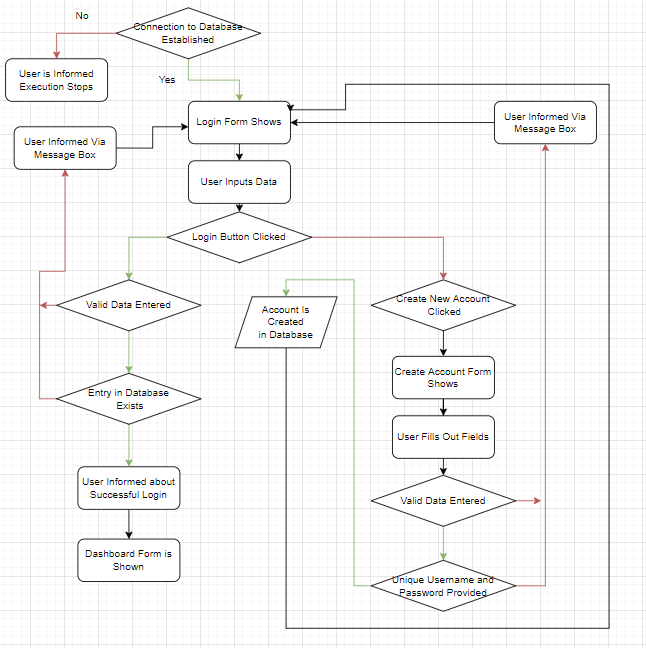 No
Connection to Database
Established
User is Informed
Execution Stops
Yes
Login Form Shows
User Informed Via
Message Box
User Informed Via
Message Box
User Inputs Data
Login Button Clicked
Valid Data Entered
Account Is
Created
in Database
Create New Account
Clicked
Create Account Form
Shows
Entry in Database
Exists
User Fills Out Fields
User Informed about
Successful Login
Valid Data Entered
Dashboard Form is
Shown
Unique Username and
Password Provided